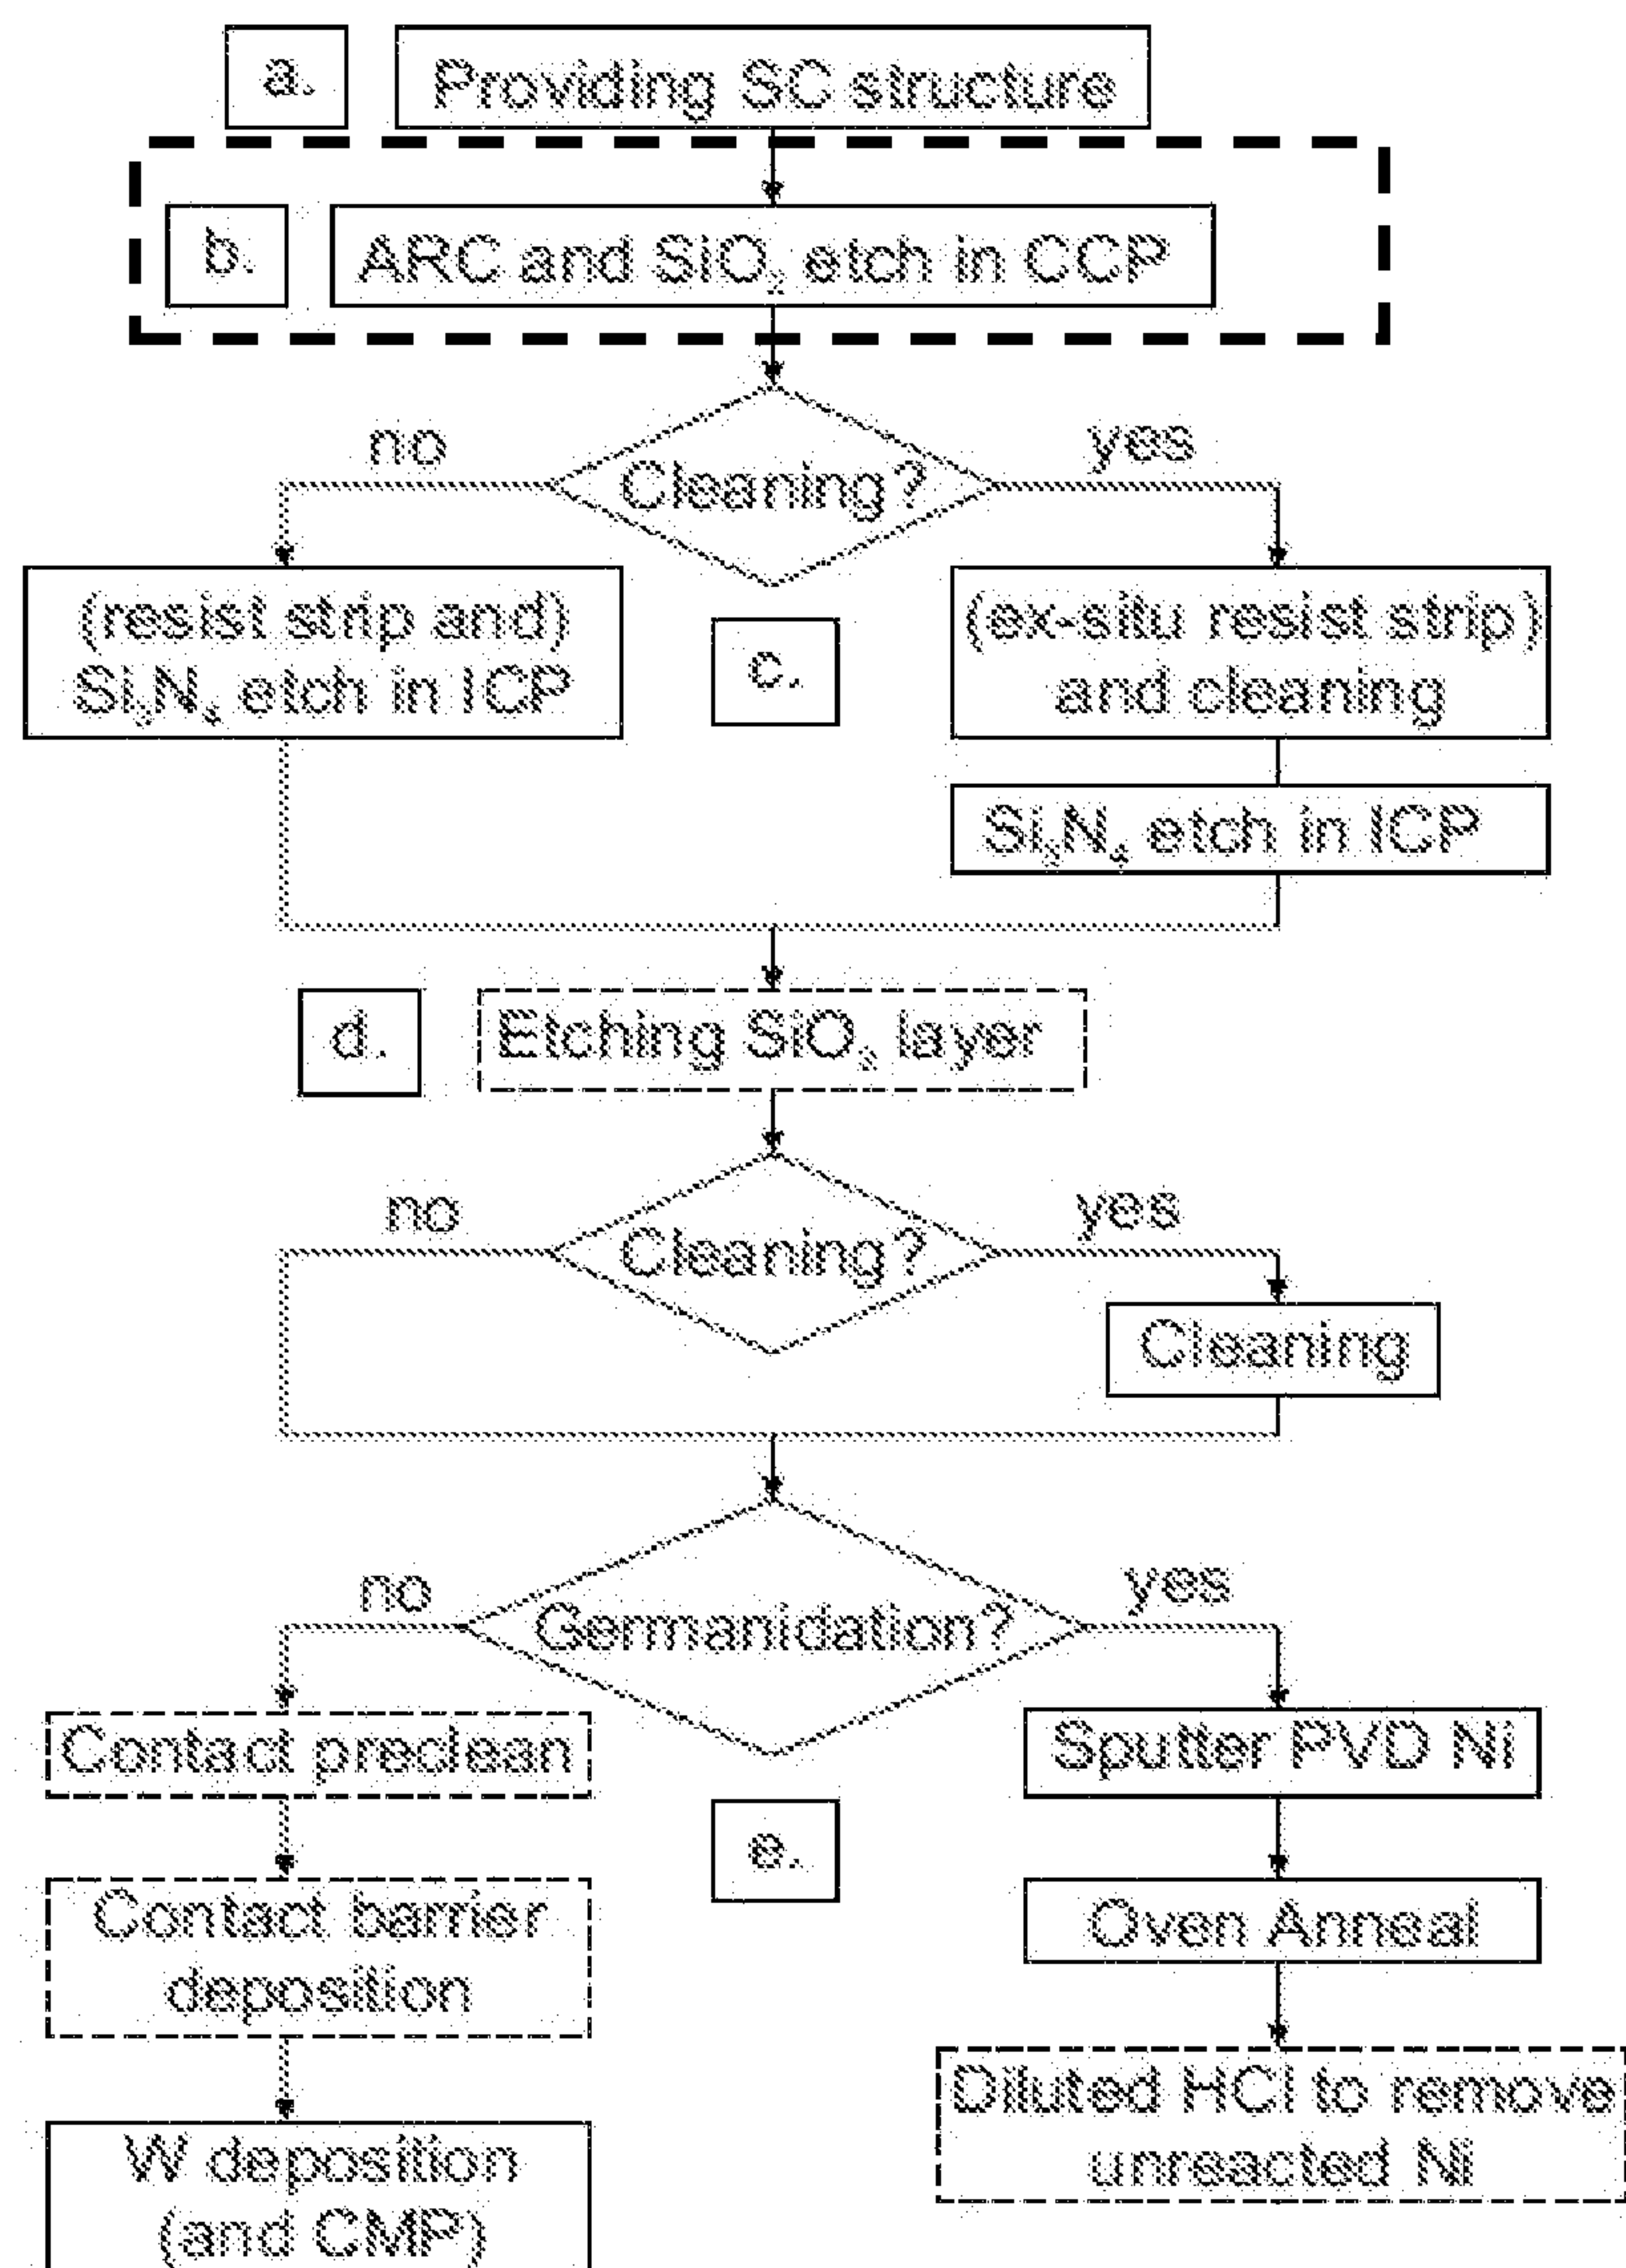 a.
Providing SC structure
b.
ARC and SiO₂ etch in CCP
Cleaning?
no
yes
(resist strip and)
Si₃N₄ etch in ICP
c.
(ex-situ resist strip)
and cleaning
Si₃N₄ etch in ICP
d.
Etching SiO₂ layer
Cleaning?
no
yes
Cleaning
Germanidation?
no
yes
Contact preclean
Contact barrier
deposition
W deposition
(and CMP)
e.
Sputter PVD Ni
Oven Anneal
Diluted HCl to remove
unreacted Ni